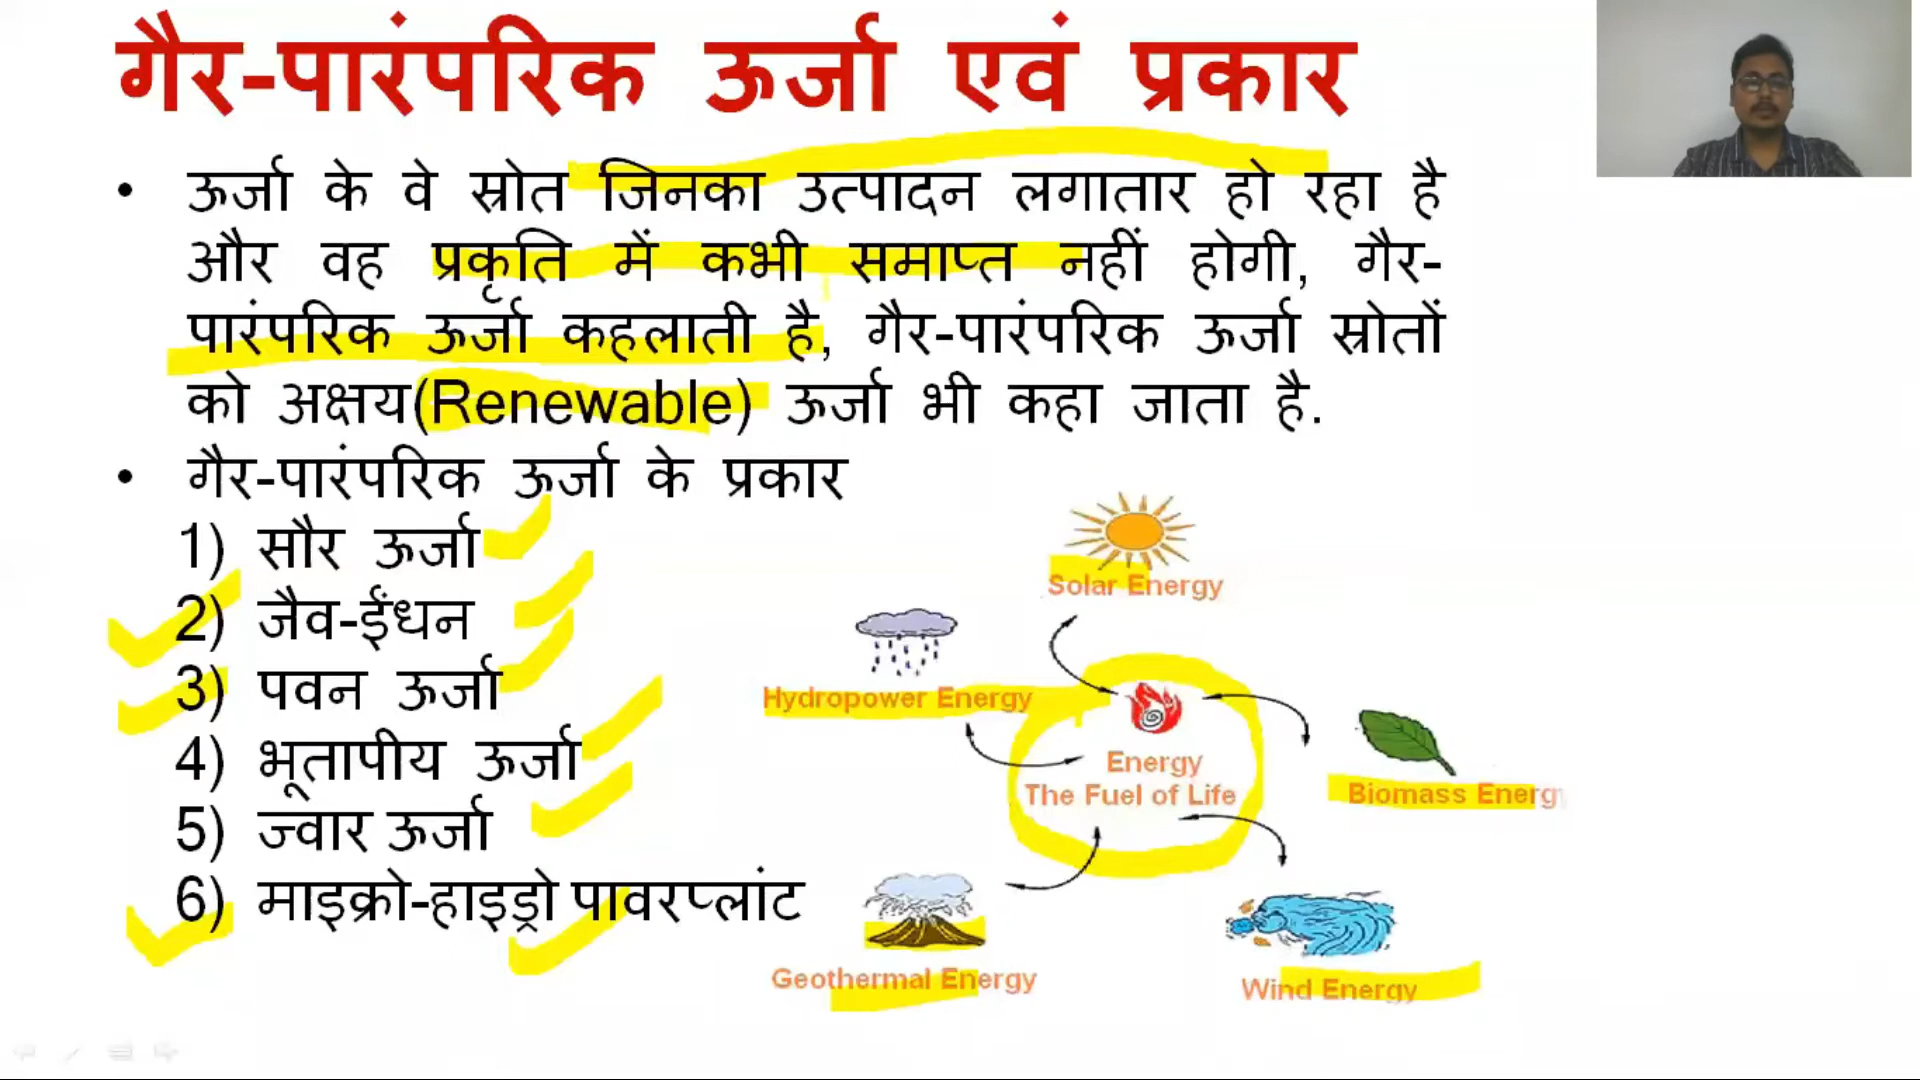 गैर-पारंपरिक ऊर्जा एवं प्रकार
• ऊर्जा के वे स्रोत जिनका उत्पादन लगातार हो रहा है
और वह प्रकृति में कभी समाप्त नहीं होगी, गैर-
पारंपरिक ऊर्जा कहलाती है, गैर-पारंपरिक ऊर्जा स्रोतों
को अक्षय(Renewable) ऊर्जा भी कहा जाता है.
• गैर-पारंपरिक ऊर्जा के प्रकार
1) सौर ऊर्जा
2) जैव-ईंधन
3) पवन ऊर्जा
4) भूतापीय ऊर्जा
5) ज्वार ऊर्जा
6) माइक्रो-हाइड्रो पावरप्लांट
Solar Energy
Hydropower Energy
Energy
The Fuel of Life
Biomass Energy
Geothermal Energy
Wind Energy